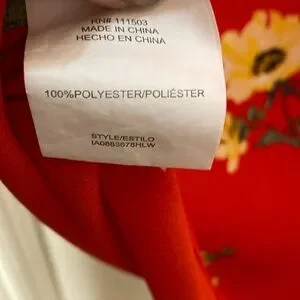 RN# 111503
MADE IN CHINA
HECHO EN CHINA
100%POLYESTER/POLIÉSTER
STYLE/ESTILO
IA0883678HLW